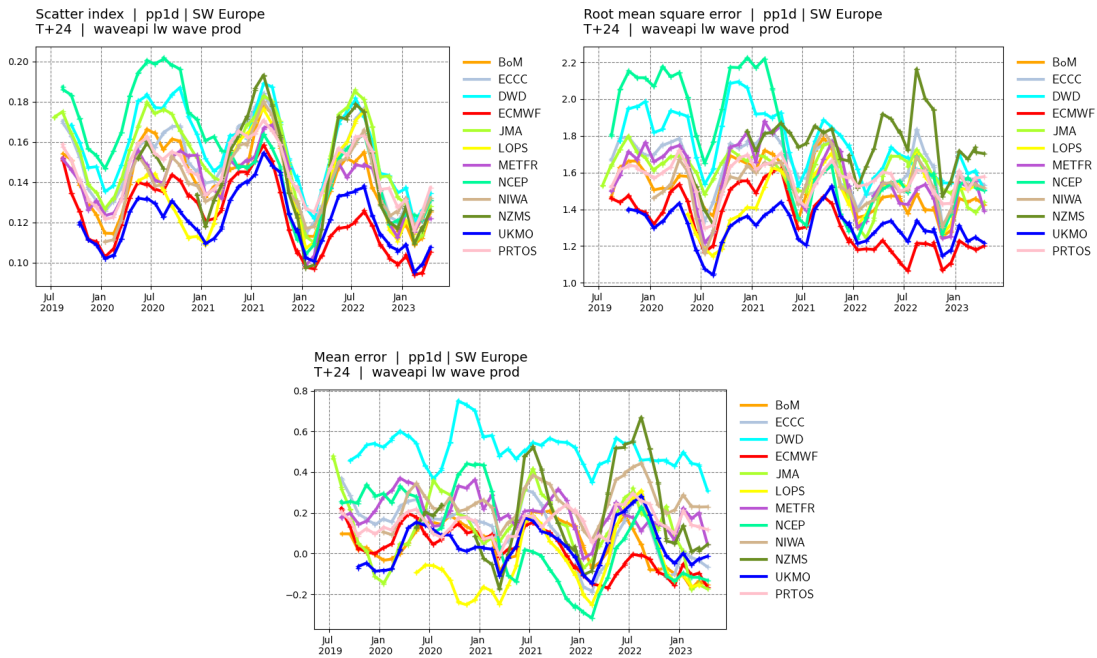 Scatter index | pp1d | SW Europe
T+24 | waveapi lw wave prod
0.20
0.18
0.16
0.14
0.12
0.10
Jul 2019
Jan 2020
Jul 2020
Jan 2021
Jul 2021
Jan 2022
Jul 2022
Jan 2023
BoM
ECCC
DWD
ECMWF
JMA
LOPS
METFR
NCEP
NIWA
NZMS
UKMO
PRTOS
Root mean square error | pp1d | SW Europe
T+24 | waveapi lw wave prod
2.2
2.0
1.8
1.6
1.4
1.2
1.0
Jul 2019
Jan 2020
Jul 2020
Jan 2021
Jul 2021
Jan 2022
Jul 2022
Jan 2023
BoM
ECCC
DWD
ECMWF
JMA
LOPS
METFR
NCEP
NIWA
NZMS
UKMO
PRTOS
Mean error | pp1d | SW Europe
T+24 | waveapi lw wave prod
0.8
0.6
0.4
0.2
0.0
−0.2
Jul 2019
Jan 2020
Jul 2020
Jan 2021
Jul 2021
Jan 2022
Jul 2022
Jan 2023
BoM
ECCC
DWD
ECMWF
JMA
LOPS
METFR
NCEP
NIWA
NZMS
UKMO
PRTOS